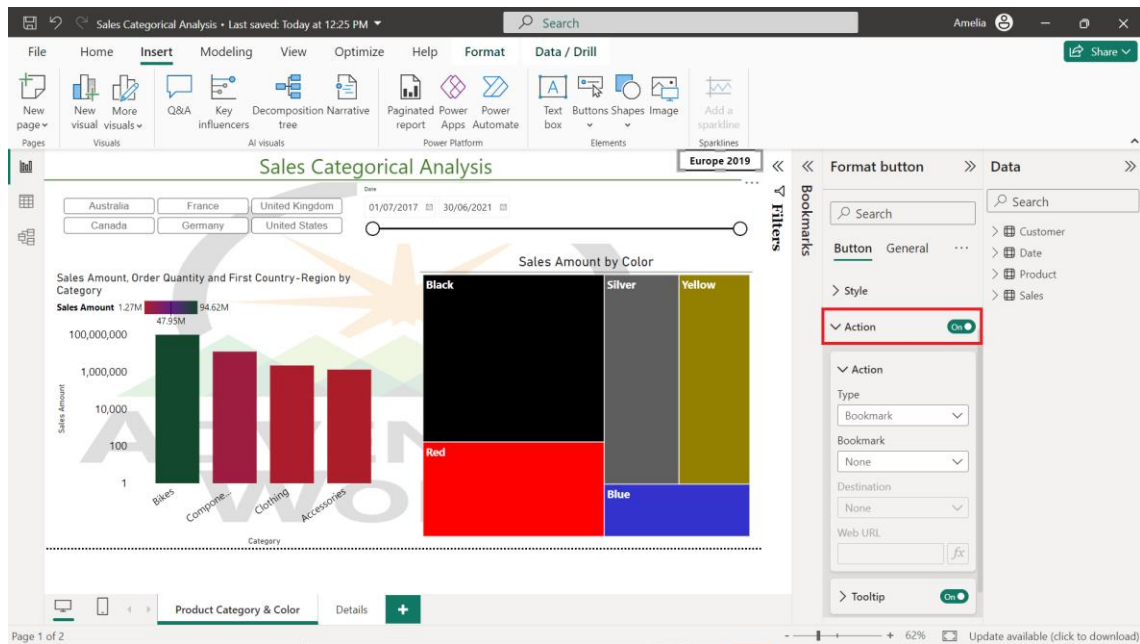 Sales Categorical Analysis • Last saved: Today at 12:25 PM
Search
Amelia
File Home Insert Modeling View Optimize Help Format Data / Drill
Share
New page
New visual
More visuals
Q&A
Key influencers
Decomposition tree
Narrative
Paginated report
Power Apps
Power Automate
Text box
Buttons
Shapes
Image
Add a sparkline
Pages
Visuals
AI visuals
Power Platform
Elements
Sparklines
Sales Categorical Analysis
Europe 2019
Australia France United Kingdom
Canada Germany United States
Date
01/07/2017 30/06/2021
Sales Amount, Order Quantity and First Country-Region by
Category
Sales Amount 1.27M 94.62M
47.95M
100,000,000
1,000,000
10,000
100
1
Sales Amount
Bikes
Compone...
Clothing
Accessories
Category
Sales Amount by Color
Black
Silver
Yellow
Red
Blue
Filters
Bookmarks
Format button
Search
Button General
Style
Action On
Action
Type
Bookmark
Bookmark
None
Destination
None
Web URL
fx
Tooltip On
Data
Search
Customer
Date
Product
Sales
Product Category & Color Details
Page 1 of 2
- + 62% Update available (click to download)